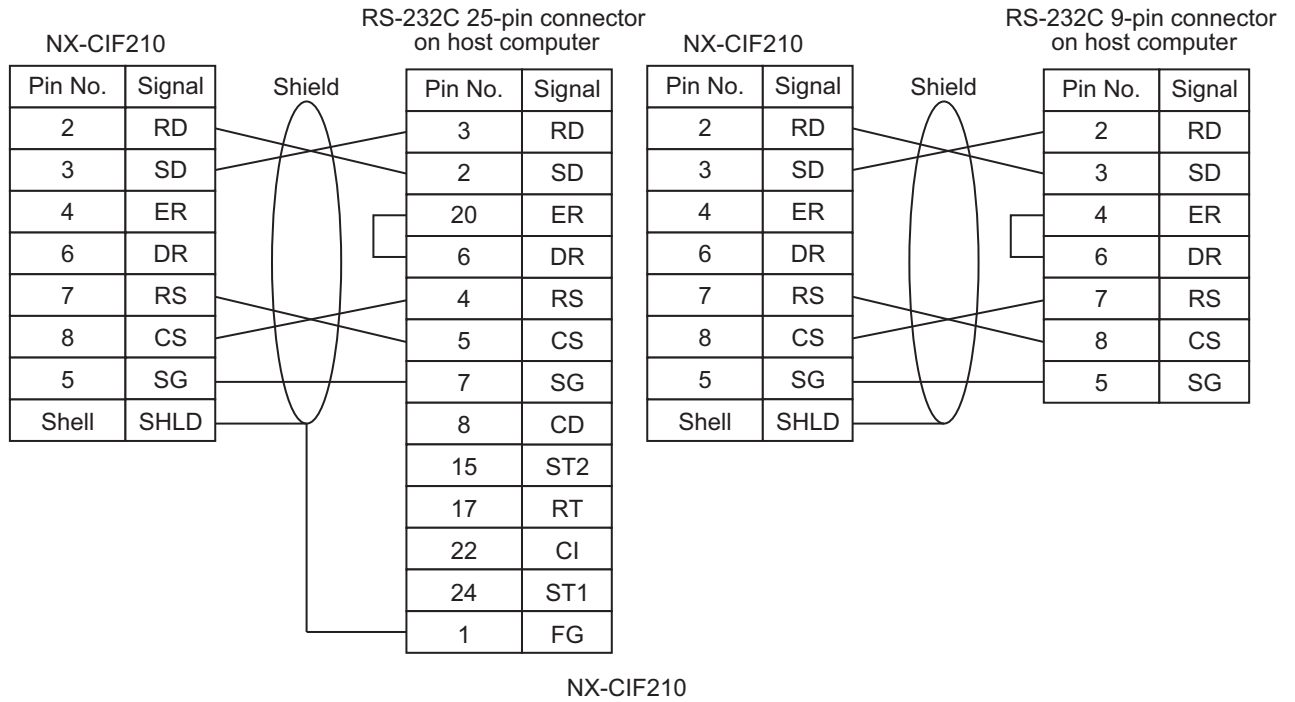 NX-CIF210
RS-232C 25-pin connector
on host computer
Pin No. Signal
2 RD
3 SD
4 ER
6 DR
7 RS
8 CS
5 SG
Shell SHLD
Shield
Pin No. Signal
3 RD
2 SD
20 ER
6 DR
4 RS
5 CS
7 SG
8 CD
15 ST2
17 RT
22 CI
24 ST1
1 FG
NX-CIF210
RS-232C 9-pin connector
on host computer
Pin No. Signal
2 RD
3 SD
4 ER
6 DR
7 RS
8 CS
5 SG
Shell SHLD
Shield
Pin No. Signal
2 RD
3 SD
4 ER
6 DR
7 RS
8 CS
5 SG
NX-CIF210